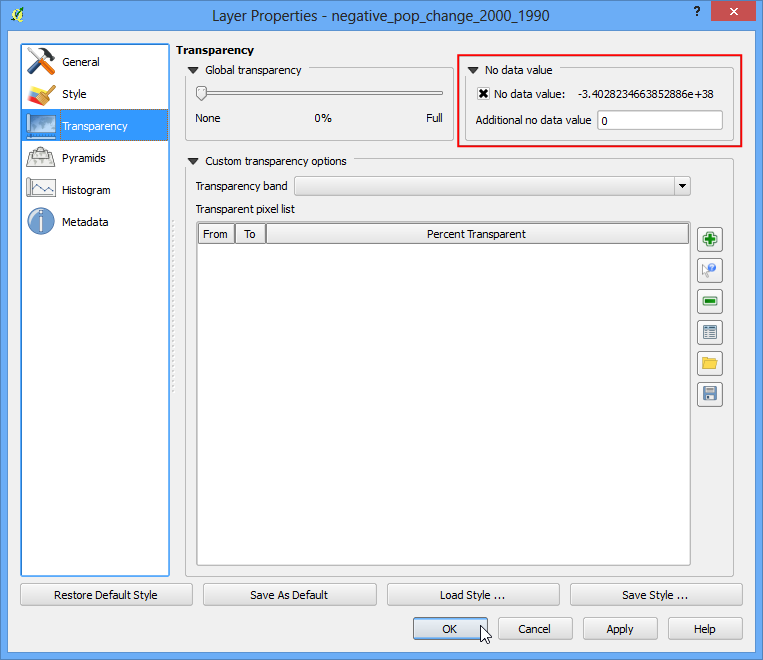 Layer Properties - negative_pop_change_2000_1990
?
General
Style
Transparency
Pyramids
Histogram
Metadata
Transparency
Global transparency
None
0%
Full
No data value
No data value: -3.4028234663852886e+38
Additional no data value 0
Custom transparency options
Transparency band
Transparent pixel list
From To Percent Transparent
Restore Default Style
Save As Default
Load Style ...
Save Style ...
OK
Cancel
Apply
Help